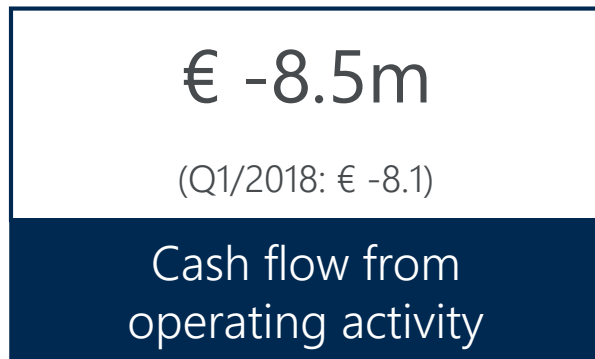 € -8.5m
(Q1/2018: € -8.1)
Cash flow from
operating activity